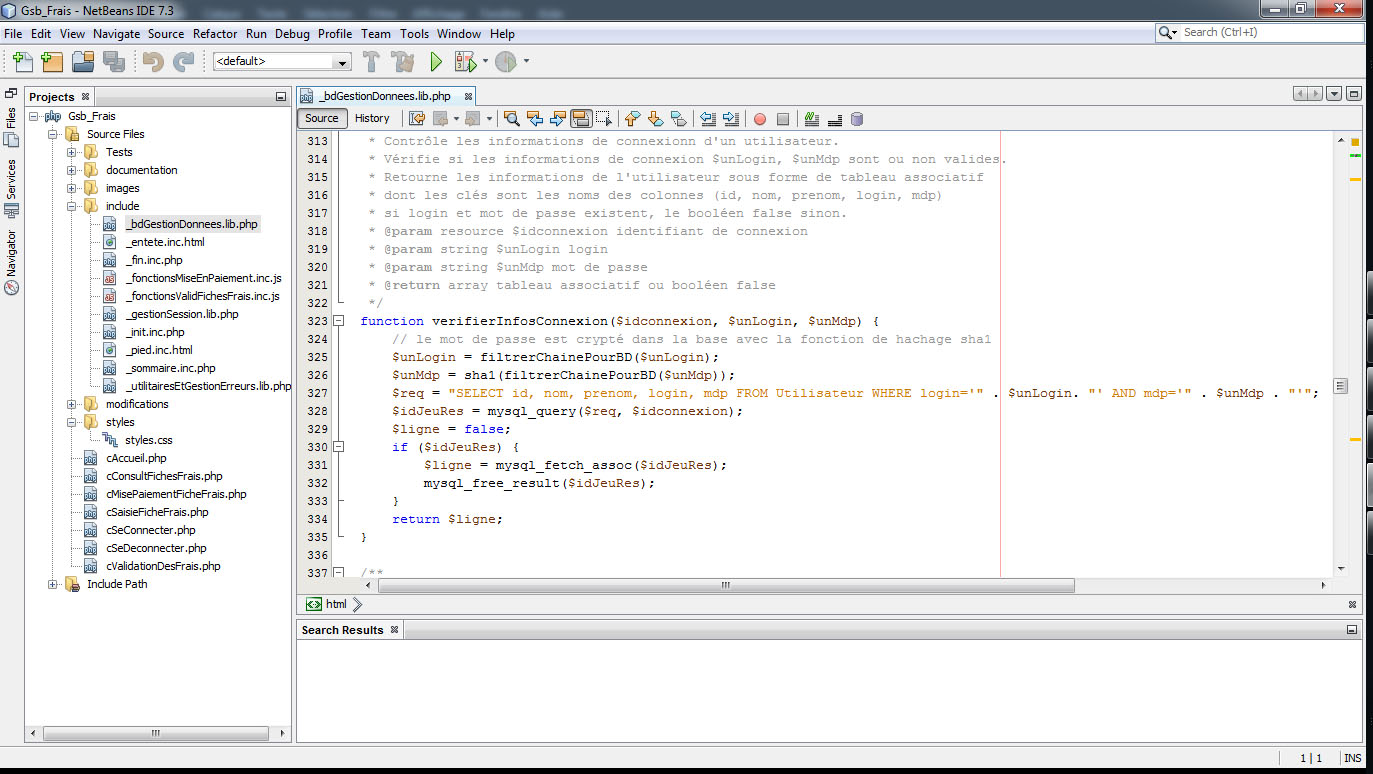 Gsb_Frais - NetBeans IDE 7.3
File Edit View Navigate Source Refactor Run Debug Profile Team Tools Window Help
Search (Ctrl+I)
<default>
Files
Services
Navigator
Projects
Gsb_Frais
Source Files
Tests
documentation
images
include
_bdGestionDonnees.lib.php
_entete.inc.html
_fin.inc.php
_fonctionsMiseEnPaiement.inc.js
_fonctionsValidFichesFrais.inc.js
_gestionSession.lib.php
_init.inc.php
_pied.inc.html
_sommaire.inc.php
_utilitairesEtGestionErreurs.lib.php
modifications
styles
styles.css
cAccueil.php
cConsultFichesFrais.php
cMisePaiementFicheFrais.php
cSaisieFicheFrais.php
cSeConnecter.php
cSeDeconnecter.php
cValidationDesFrais.php
Include Path
_bdGestionDonnees.lib.php
Source History
313 * Contrôle les informations de connexionn d'un utilisateur.
314 * Vérifie si les informations de connexion $unLogin, $unMdp sont ou non valides.
315 * Retourne les informations de l'utilisateur sous forme de tableau associatif
316 * dont les clés sont les noms des colonnes (id, nom, prenom, login, mdp)
317 * si login et mot de passe existent, le booléen false sinon.
318 * @param resource $idconnexion identifiant de connexion
319 * @param string $unLogin login
320 * @param string $unMdp mot de passe
321 * @return array tableau associatif ou booléen false
322 */
323 function verifierInfosConnexion($idconnexion, $unLogin, $unMdp) {
324 // le mot de passe est crypté dans la base avec la fonction de hachage sha1
325 $unLogin = filtrerChainePourBD($unLogin);
326 $unMdp = sha1(filtrerChainePourBD($unMdp));
327 $req = "SELECT id, nom, prenom, login, mdp FROM Utilisateur WHERE login='" . $unLogin. "' AND mdp='" . $unMdp . "'";
328 $idJeuRes = mysql_query($req, $idconnexion);
329 $ligne = false;
330 if ($idJeuRes) {
331 $ligne = mysql_fetch_assoc($idJeuRes);
332 mysql_free_result($idJeuRes);
333 }
334 return $ligne;
335 }
336
337 /**
html
Search Results
1 | 1 INS